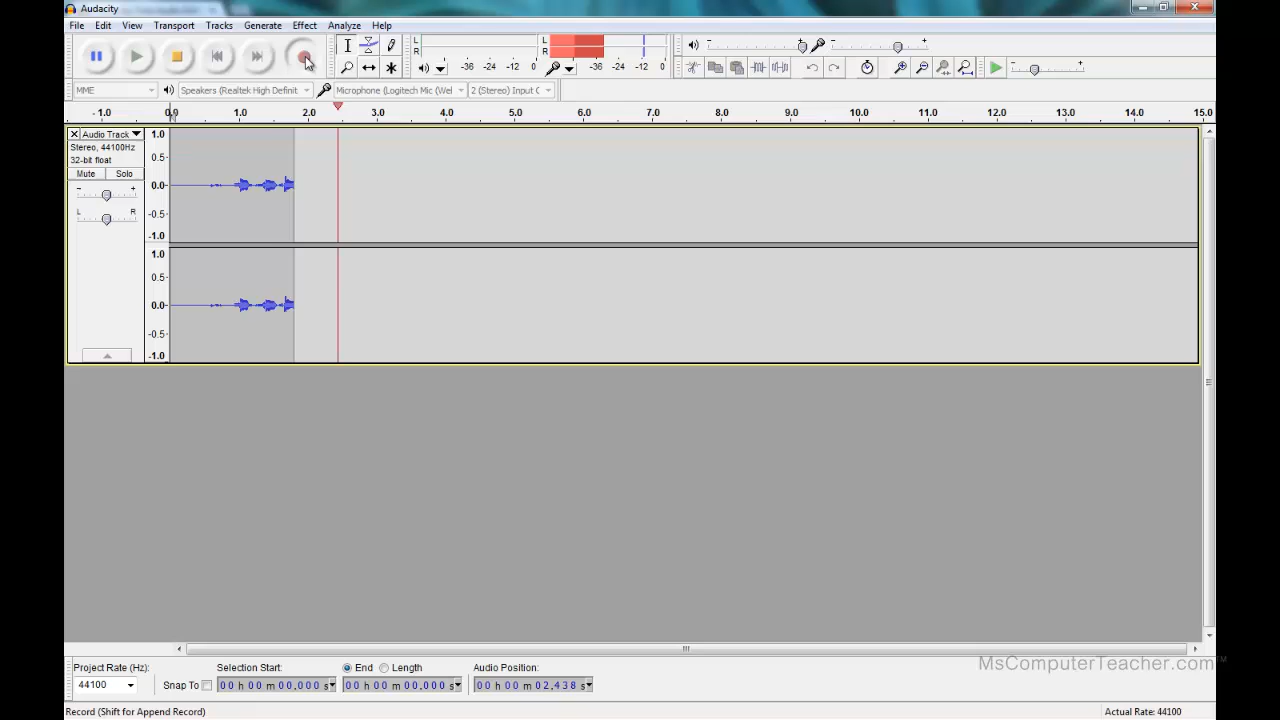 Audacity
File Edit View Transport Tracks Generate Effect Analyze Help
L
R
-36 -24 -12 0
L
R
-36 -24 -12 0
MME
Speakers (Realtek High Definit
Microphone (Logitech Mic (Wel
2 (Stereo) Input C
- 1.0 0.0 1.0 2.0 3.0 4.0 5.0 6.0 7.0 8.0 9.0 10.0 11.0 12.0 13.0 14.0 15.0
Audio Track
Stereo, 44100Hz
32-bit float
Mute Solo
- +
L R
1.0
0.5
0.0
-0.5
-1.0
1.0
0.5
0.0
-0.5
-1.0
Project Rate (Hz):
44100
Snap To
Selection Start:
00 h 00 m 00.000 s
End Length
00 h 00 m 00.000 s
Audio Position:
00 h 00 m 02.438 s
MsComputerTeacher.com™
Record (Shift for Append Record)
Actual Rate: 44100